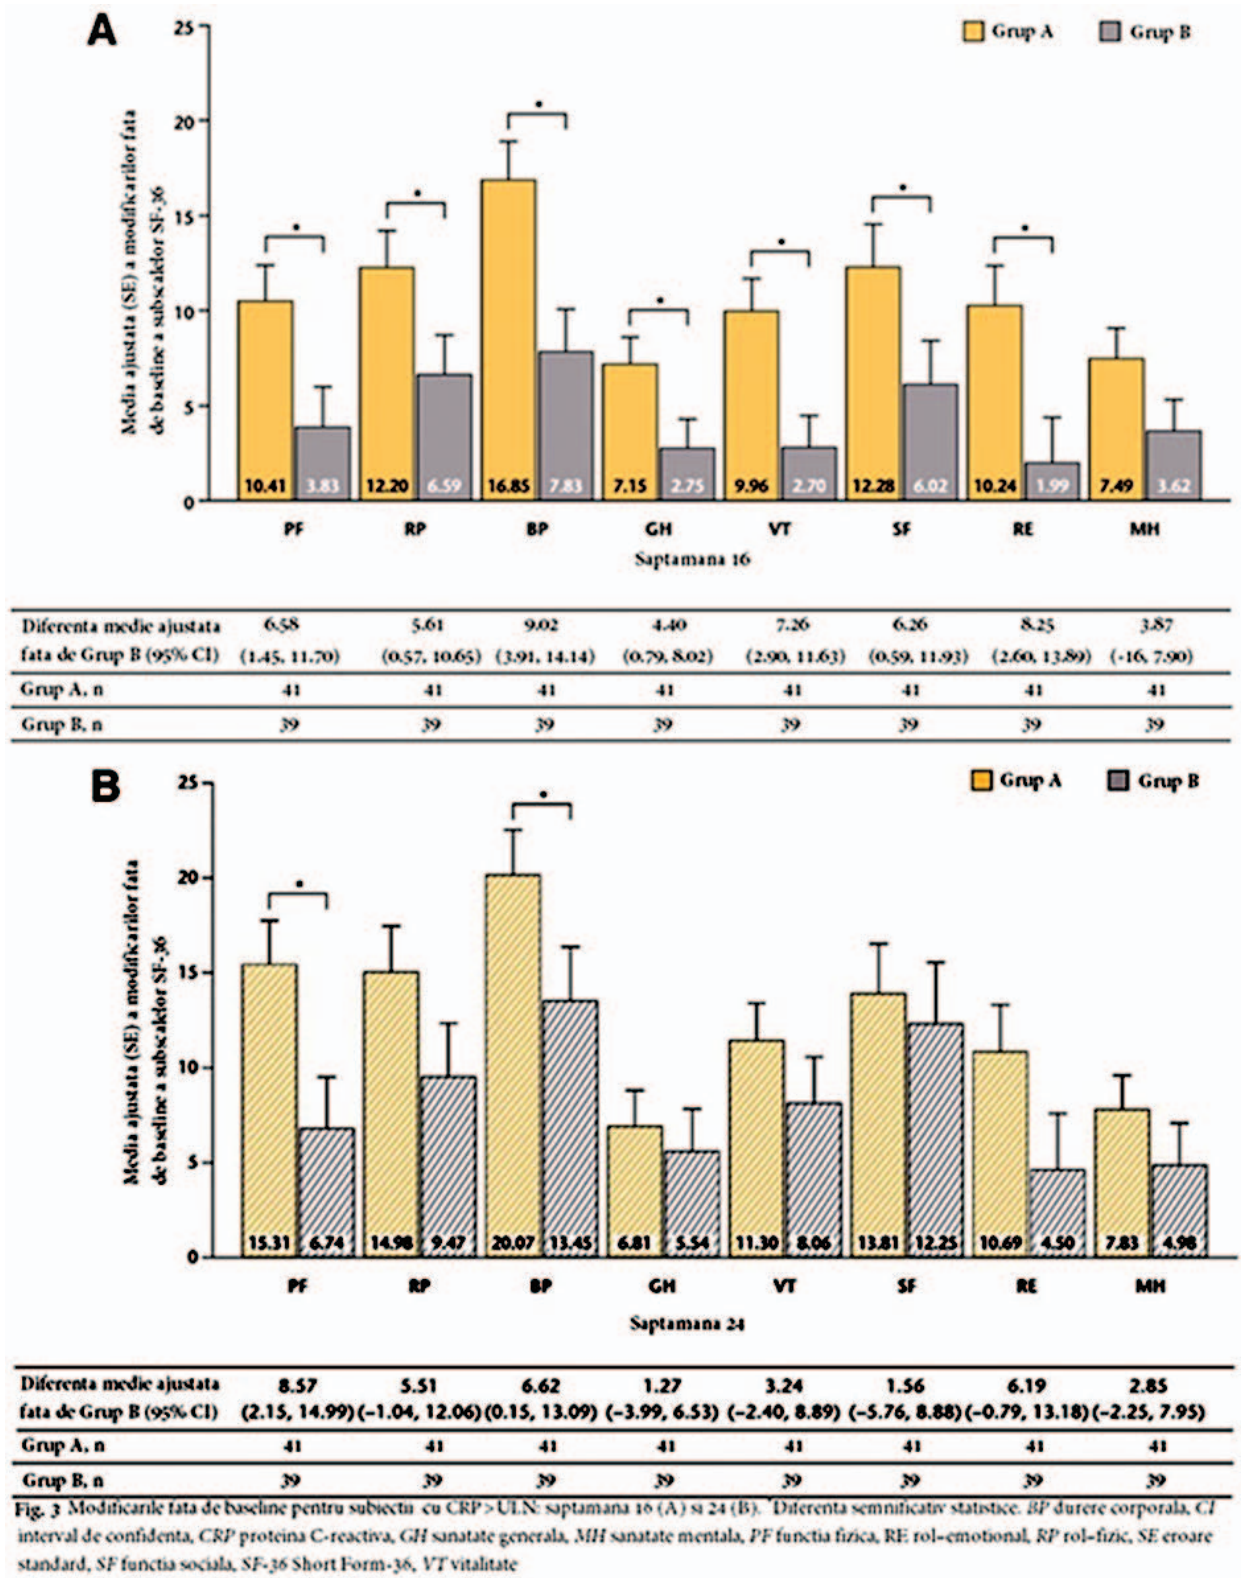 A
25
Grup A
Grup B
20
15
10
5
0
Media ajustata (SE) a modificarilor fata
de baseline a subscalelor SF-36
10.41 3.83 12.20 6.59 16.85 7.83 7.15 2.75 9.96 2.70 12.28 6.02 10.24 1.99 7.49 3.62
PF RP BP GH VT SF RE MH
Saptamana 16
Diferenta medie ajustata 6.58 5.61 9.02 4.40 7.26 6.26 8.25 3.87
fata de Grup B (95% CI) (1.45, 11.70) (0.57, 10.65) (3.91, 14.14) (0.79, 8.02) (2.90, 11.63) (0.59, 11.93) (2.60, 13.89) (-16, 7.90)
Grup A, n 41 41 41 41 41 41 41 41
Grup B, n 39 39 39 39 39 39 39 39
B
25
Grup A
Grup B
20
15
10
5
0
Media ajustata (SE) a modificarilor fata
de baseline a subscalelor SF-36
15.31 6.74 14.98 9.47 20.07 13.45 6.81 5.54 11.30 8.06 13.81 12.25 10.69 4.50 7.83 4.98
PF RP BP GH VT SF RE MH
Saptamana 24
Diferenta medie ajustata 8.57 5.51 6.62 1.27 3.24 1.56 6.19 2.85
fata de Grup B (95% CI) (2.15, 14.99) (−1.04, 12.06) (0.15, 13.09) (−3.99, 6.53) (−2.40, 8.89) (−5.76, 8.88) (−0.79, 13.18) (−2.25, 7.95)
Grup A, n 41 41 41 41 41 41 41 41
Grup B, n 39 39 39 39 39 39 39 39
Fig. 3 Modificarile fata de baseline pentru subiectii cu CRP>ULN: saptamana 16 (A) si 24 (B). *Diferenta semnificativ statistice. BP durere corporala, CI
interval de confidenta, CRP proteina C-reactiva, GH sanatate generala, MH sanatate mentala, PF functia fizica, RE rol-emotional, RP rol-fizic, SE eroare
standard, SF functia sociala, SF-36 Short Form-36, VT vitalitate